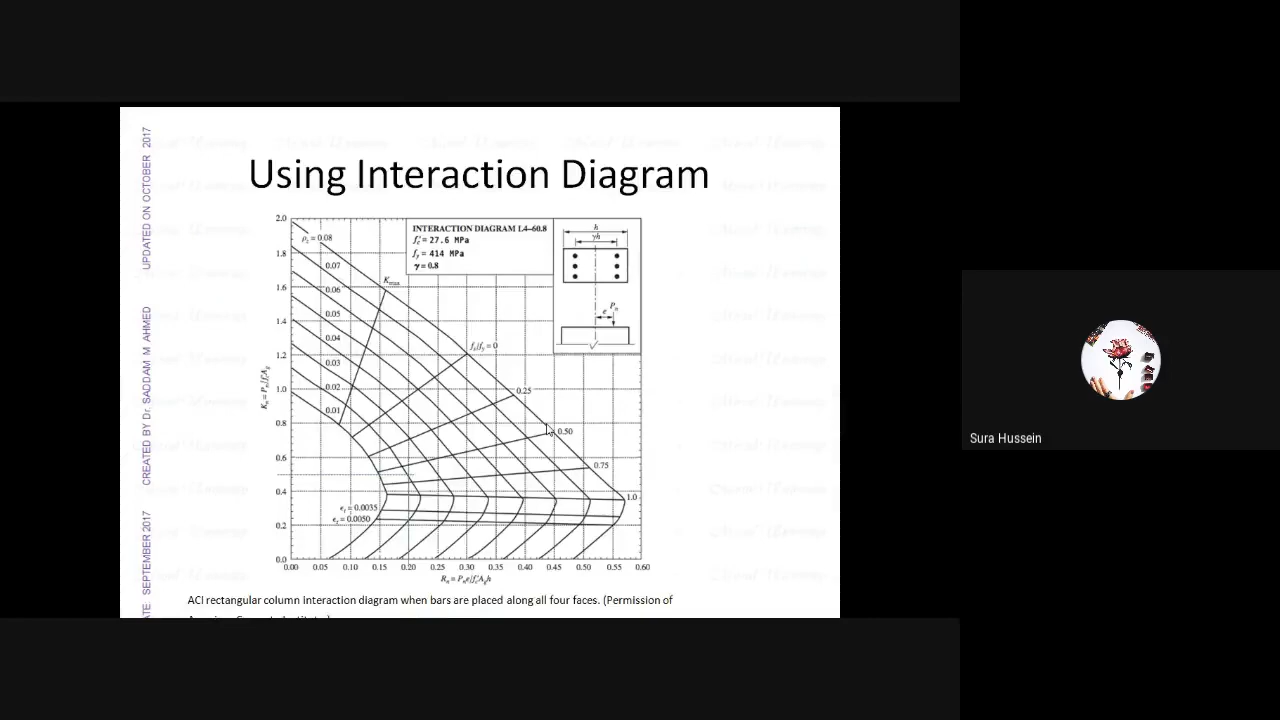 Using Interaction Diagram
UPDATED ON OCTOBER 2017
CREATED BY Dr. SADDAM M AHMED
SEPTEMBER 2017
INTERACTION DIAGRAM L4–60.8
f′c = 27.6 MPa
fy = 414 MPa
γ = 0.8
h
γh
Pn
e
2.0
1.8
1.6
1.4
1.2
1.0
0.8
0.6
0.4
0.2
0.0
Kn = Pn/f′cAg
ρz = 0.08
0.07
0.06
0.05
0.04
0.03
0.02
0.01
Kmax
fs/fy = 0
0.25
0.50
0.75
1.0
εt = 0.0035
εt = 0.0050
0.00 0.05 0.10 0.15 0.20 0.25 0.30 0.35 0.40 0.45 0.50 0.55 0.60
Rn = Pne/f′cAgh
ACI rectangular column interaction diagram when bars are placed along all four faces. (Permission of
Sura Hussein